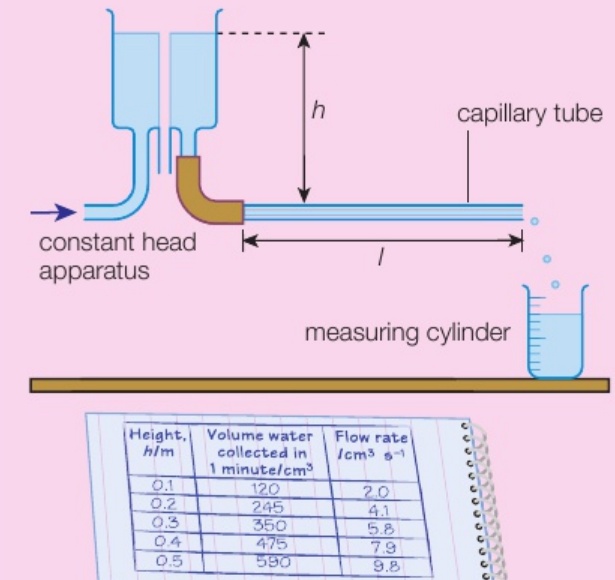 h
capillary tube
constant head
apparatus
l
measuring cylinder
Height, Volume water Flow rate
h/m collected in /cm³ s⁻¹
1 minute/cm³
0.1 120 2.0
0.2 245 4.1
0.3 350 5.8
0.4 475 7.9
0.5 590 9.8